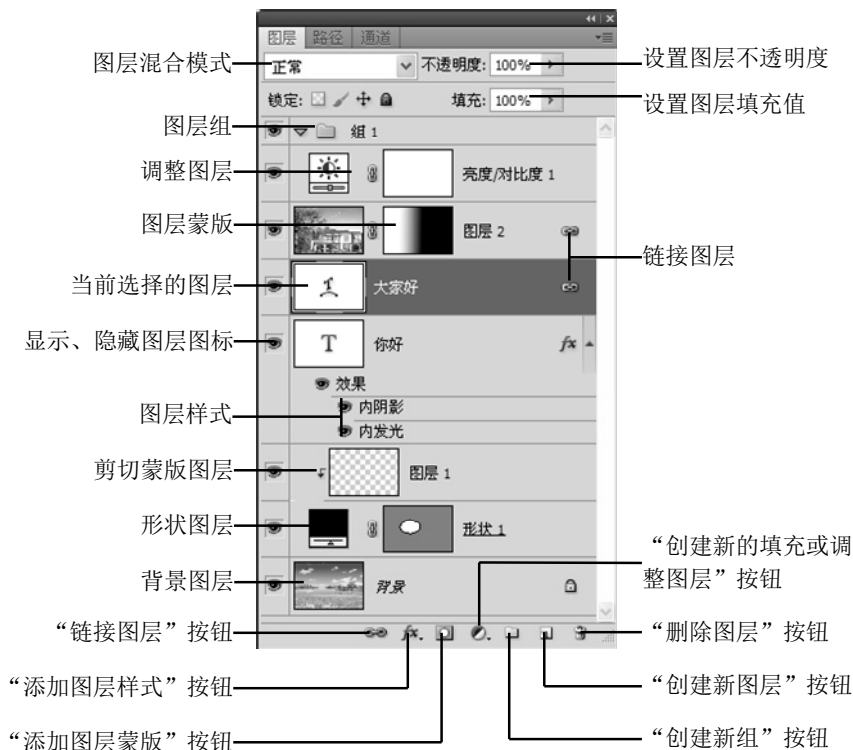 图层 路径 通道
图层混合模式 正常 不透明度: 100% 设置图层不透明度
锁定: 填充: 100% 设置图层填充值
图层组 组 1
调整图层 亮度/对比度 1
图层蒙版 图层 2
链接图层
当前选择的图层 大家好
显示、隐藏图层图标 T 你好 fx
效果
图层样式 内阴影
内发光
剪切蒙版图层 图层 1
形状图层 形状 1
“创建新的填充或调
整图层”按钮
背景图层 背景
“链接图层”按钮 fx. “删除图层”按钮
“添加图层样式”按钮 “创建新图层”按钮
“添加图层蒙版”按钮 “创建新组”按钮